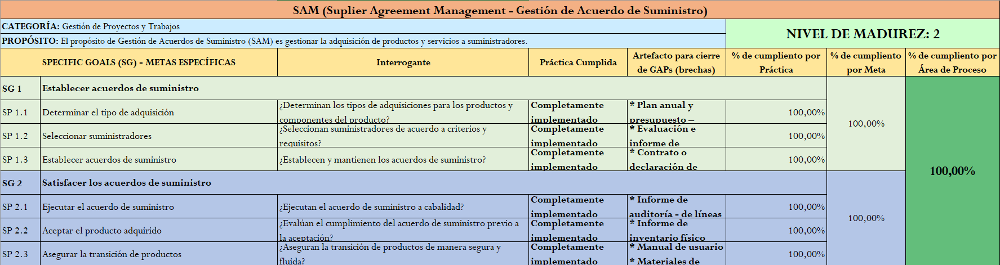 SAM (Suplier Agreement Management - Gestión de Acuerdo de Suministro)
CATEGORÍA: Gestión de Proyectos y Trabajos
PROPÓSITO: El propósito de Gestión de Acuerdos de Suministro (SAM) es gestionar la adquisición de productos y servicios a suministradores.
NIVEL DE MADUREZ: 2
SPECIFIC GOALS (SG) - METAS ESPECÍFICAS
Interrogante
Práctica Cumplida
Artefacto para cierre
de GAPs (brechas)
% de cumpliento por
Práctica
% de cumpliento
por Meta
% de cumpliento por
Área de Proceso
SG 1
Establecer acuerdos de suministro
SP 1.1
Determinar el tipo de adquisición
¿Determinan los tipos de adquisiciones para los productos y
componentes del producto?
Completamente
implementado
* Plan anual y
presupuesto –
100,00%
100,00%
100,00%
SP 1.2
Seleccionar suministradores
¿Seleccionan suministradores de acuerdo a criterios y
requisitos?
Completamente
implementado
* Evaluación e
informe de
100,00%
SP 1.3
Establecer acuerdos de suministro
¿Establecen y mantienen los acuerdos de suministro?
Completamente
implementado
* Contrato o
declaración de
100,00%
SG 2
Satisfacer los acuerdos de suministro
SP 2.1
Ejecutar el acuerdo de suministro
¿Ejecutan el acuerdo de suministro a cabalidad?
Completamente
implementado
* Informe de
auditoría - de líneas
100,00%
100,00%
SP 2.2
Aceptar el producto adquirido
¿Evalúan el cumplimiento del acuerdo de suministro previo a
la aceptación?
Completamente
implementado
* Informe de
inventario físico
100,00%
SP 2.3
Asegurar la transición de productos
¿Aseguran la transición de productos de manera segura y
fluida?
Completamente
implementado
* Manual de usuario
* Materiales de
100,00%